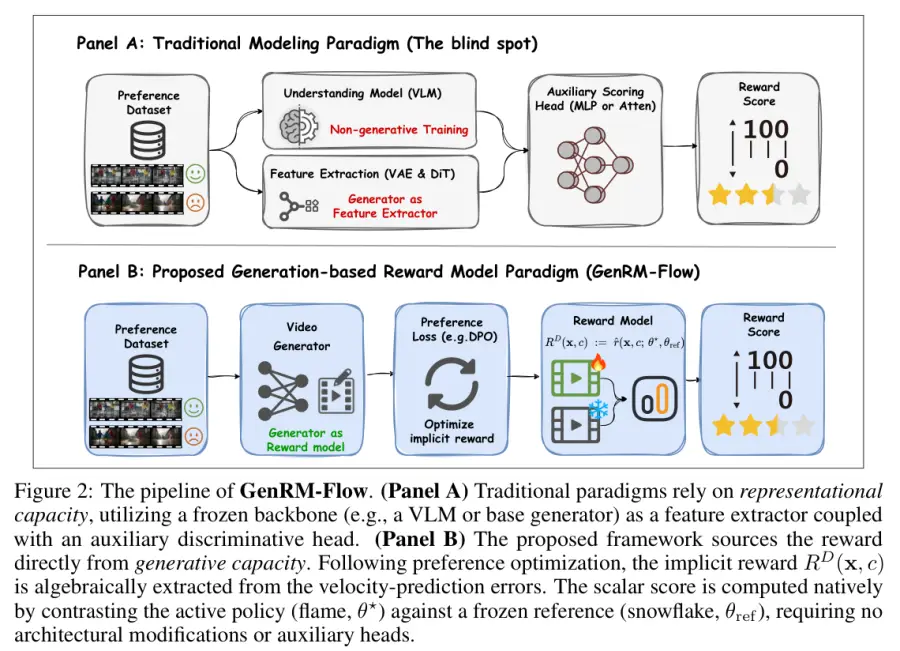 Panel A: Traditional Modeling Paradigm (The blind spot)
Preference
Dataset
Understanding Model (VLM)
Non-generative Training
Feature Extraction (VAE & DiT)
Generator as
Feature Extractor
Auxiliary Scoring
Head (MLP or Atten)
Reward
Score
100
0
Panel B: Proposed Generation-based Reward Model Paradigm (GenRM-Flow)
Preference
Dataset
Video
Generator
Generator as
Reward model
Preference
Loss (e.g.DPO)
Optimize
implicit reward
Reward Model
R^D(x, c) := r̂(x, c; θ*, θ_ref)
Reward
Score
100
0
Figure 2: The pipeline of GenRM-Flow. (Panel A) Traditional paradigms rely on representational
capacity, utilizing a frozen backbone (e.g., a VLM or base generator) as a feature extractor coupled
with an auxiliary discriminative head. (Panel B) The proposed framework sources the reward
directly from generative capacity. Following preference optimization, the implicit reward R^D(x, c)
is algebraically extracted from the velocity-prediction errors. The scalar score is computed natively
by contrasting the active policy (flame, θ*) against a frozen reference (snowflake, θ_ref), requiring no
architectural modifications or auxiliary heads.